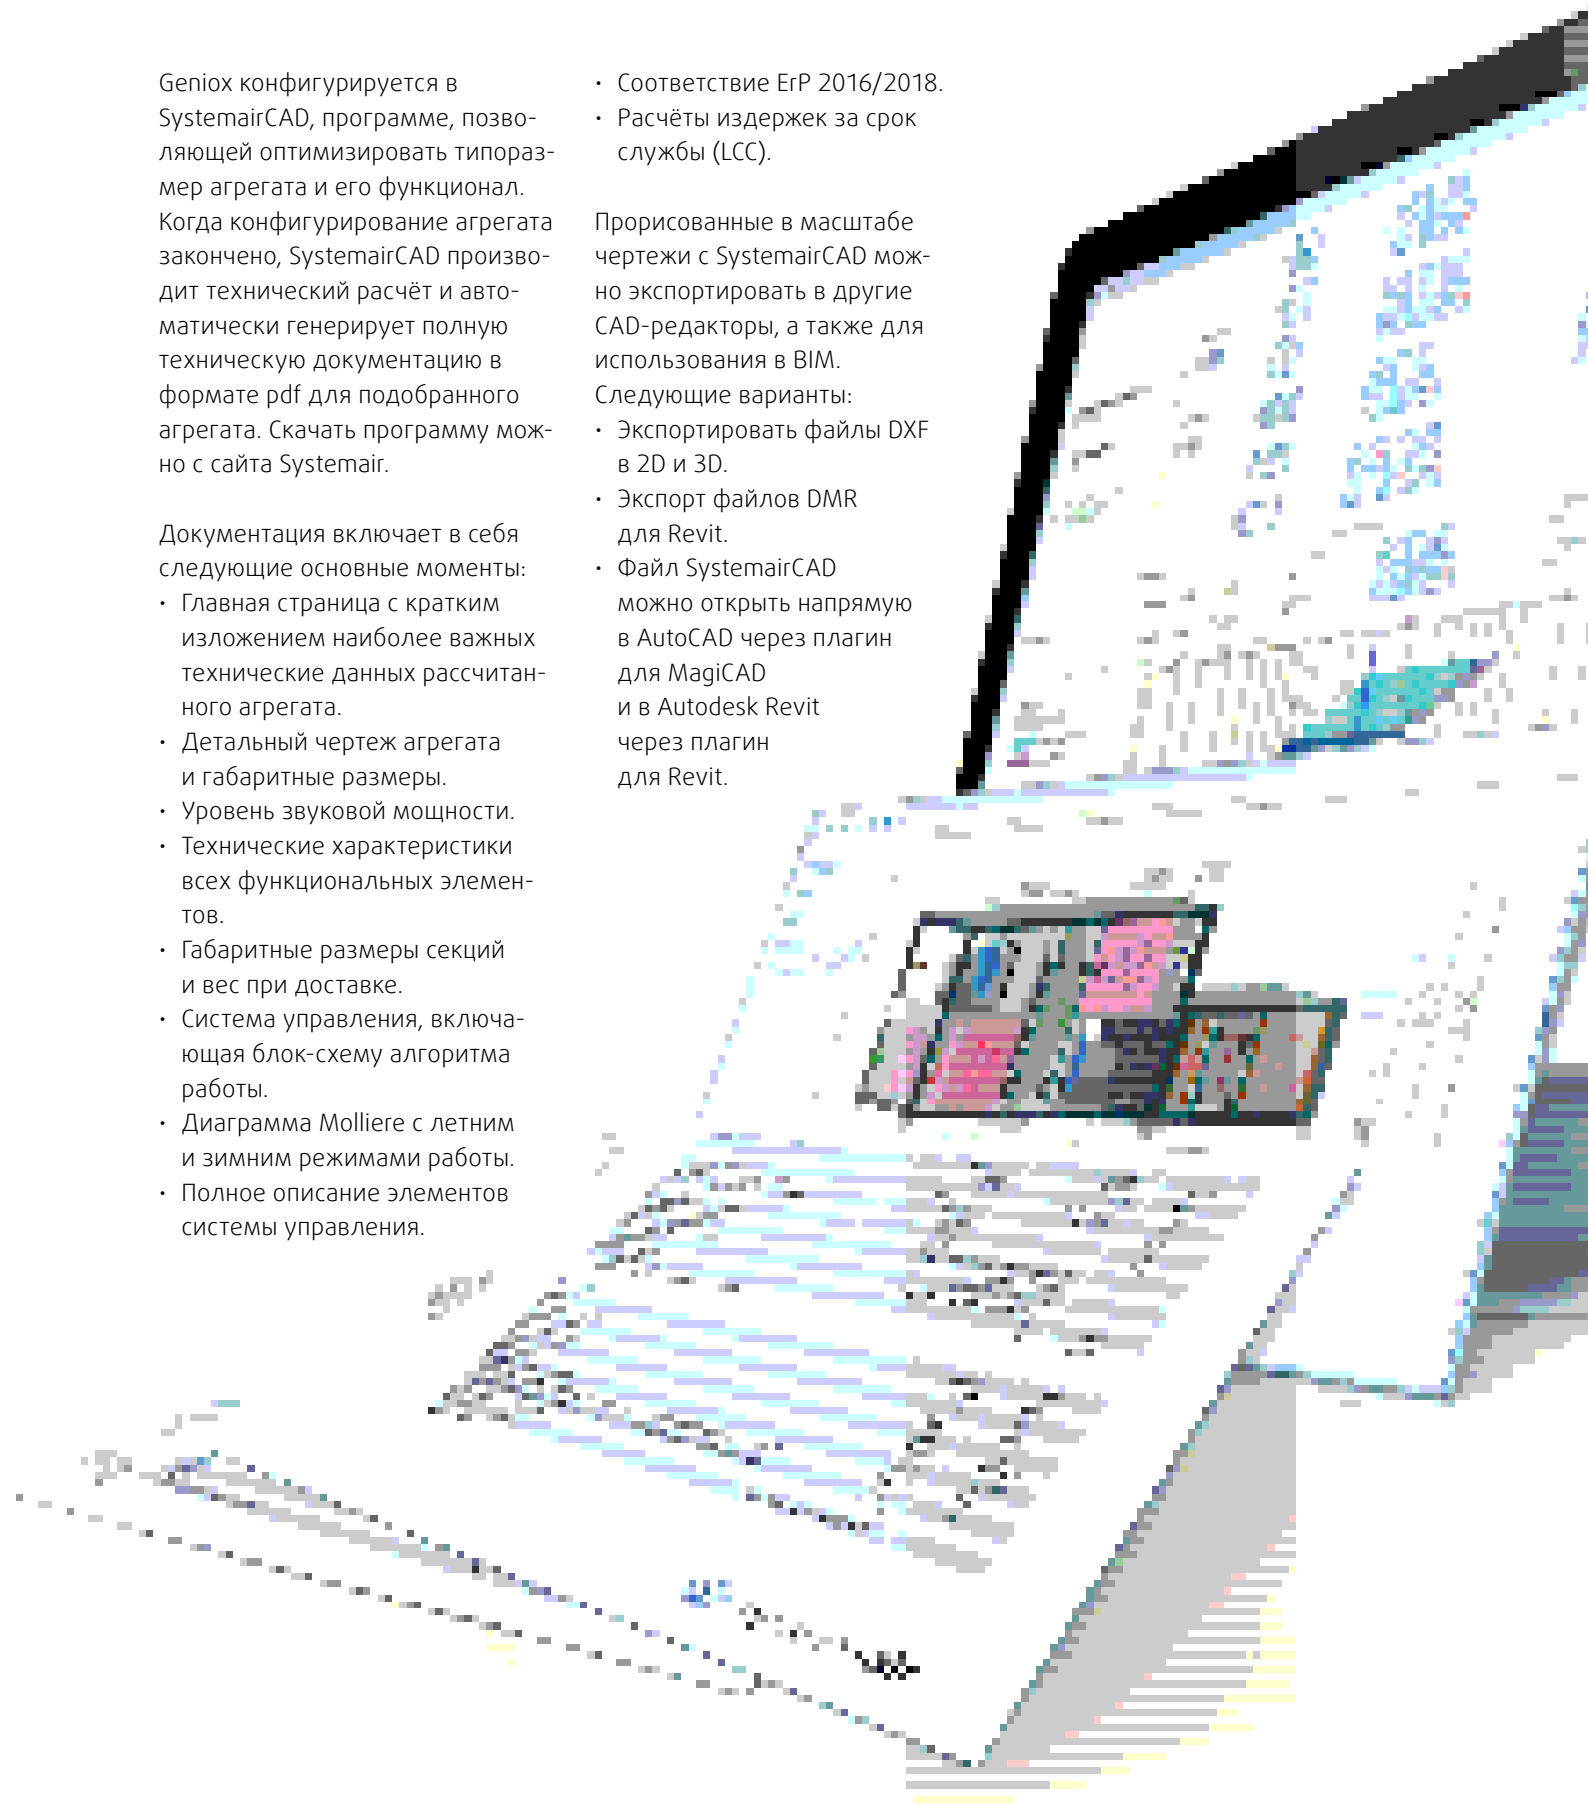 Geniox конфигурируется в
SystemairCAD, программе, позво-
ляющей оптимизировать типораз-
мер агрегата и его функционал.
Когда конфигурирование агрегата
закончено, SystemairCAD произво-
дит технический расчёт и авто-
матически генерирует полную
техническую документацию в
формате pdf для подобранного
агрегата. Скачать программу мож-
но с сайта Systemair.
Документация включает в себя
следующие основные моменты:
• Главная страница с кратким
изложением наиболее важных
технические данных рассчитан-
ного агрегата.
• Детальный чертеж агрегата
и габаритные размеры.
• Уровень звуковой мощности.
• Технические характеристики
всех функциональных элемен-
тов.
• Габаритные размеры секций
и вес при доставке.
• Система управления, включа-
ющая блок-схему алгоритма
работы.
• Диаграмма Molliere с летним
и зимним режимами работы.
• Полное описание элементов
системы управления.
• Соответствие ErP 2016/2018.
• Расчёты издержек за срок
службы (LCC).
Прорисованные в масштабе
чертежи с SystemairCAD мож-
но экспортировать в другие
CAD-редакторы, а также для
использования в BIM.
Следующие варианты:
• Экспортировать файлы DXF
в 2D и 3D.
• Экспорт файлов DMR
для Revit.
• Файл SystemairCAD
можно открыть напрямую
в AutoCAD через плагин
для MagiCAD
и в Autodesk Revit
через плагин
для Revit.